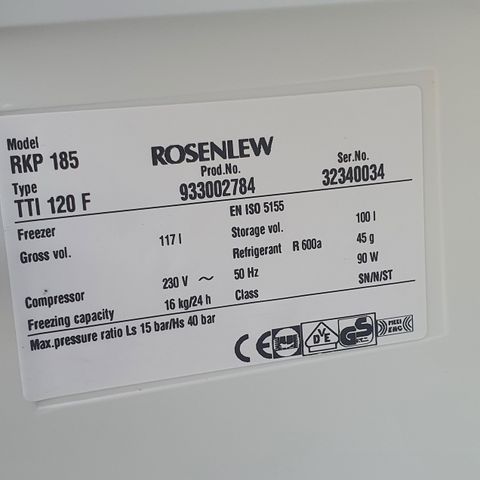 Model ROSENLEW
RKP 185 Prod.No. Ser.No.
Type 933002784 32340034
TTI 120 F
EN ISO 5155
Freezer Storage vol. 100 l
Gross vol. 117 l Refrigerant R 600a 45 g
230 V ~ 50 Hz 90 W
Compressor Class SN/N/ST
Freezing capacity 16 kg/24 h
Max.pressure ratio Ls 15 bar/Hs 40 bar
CE DVE GS